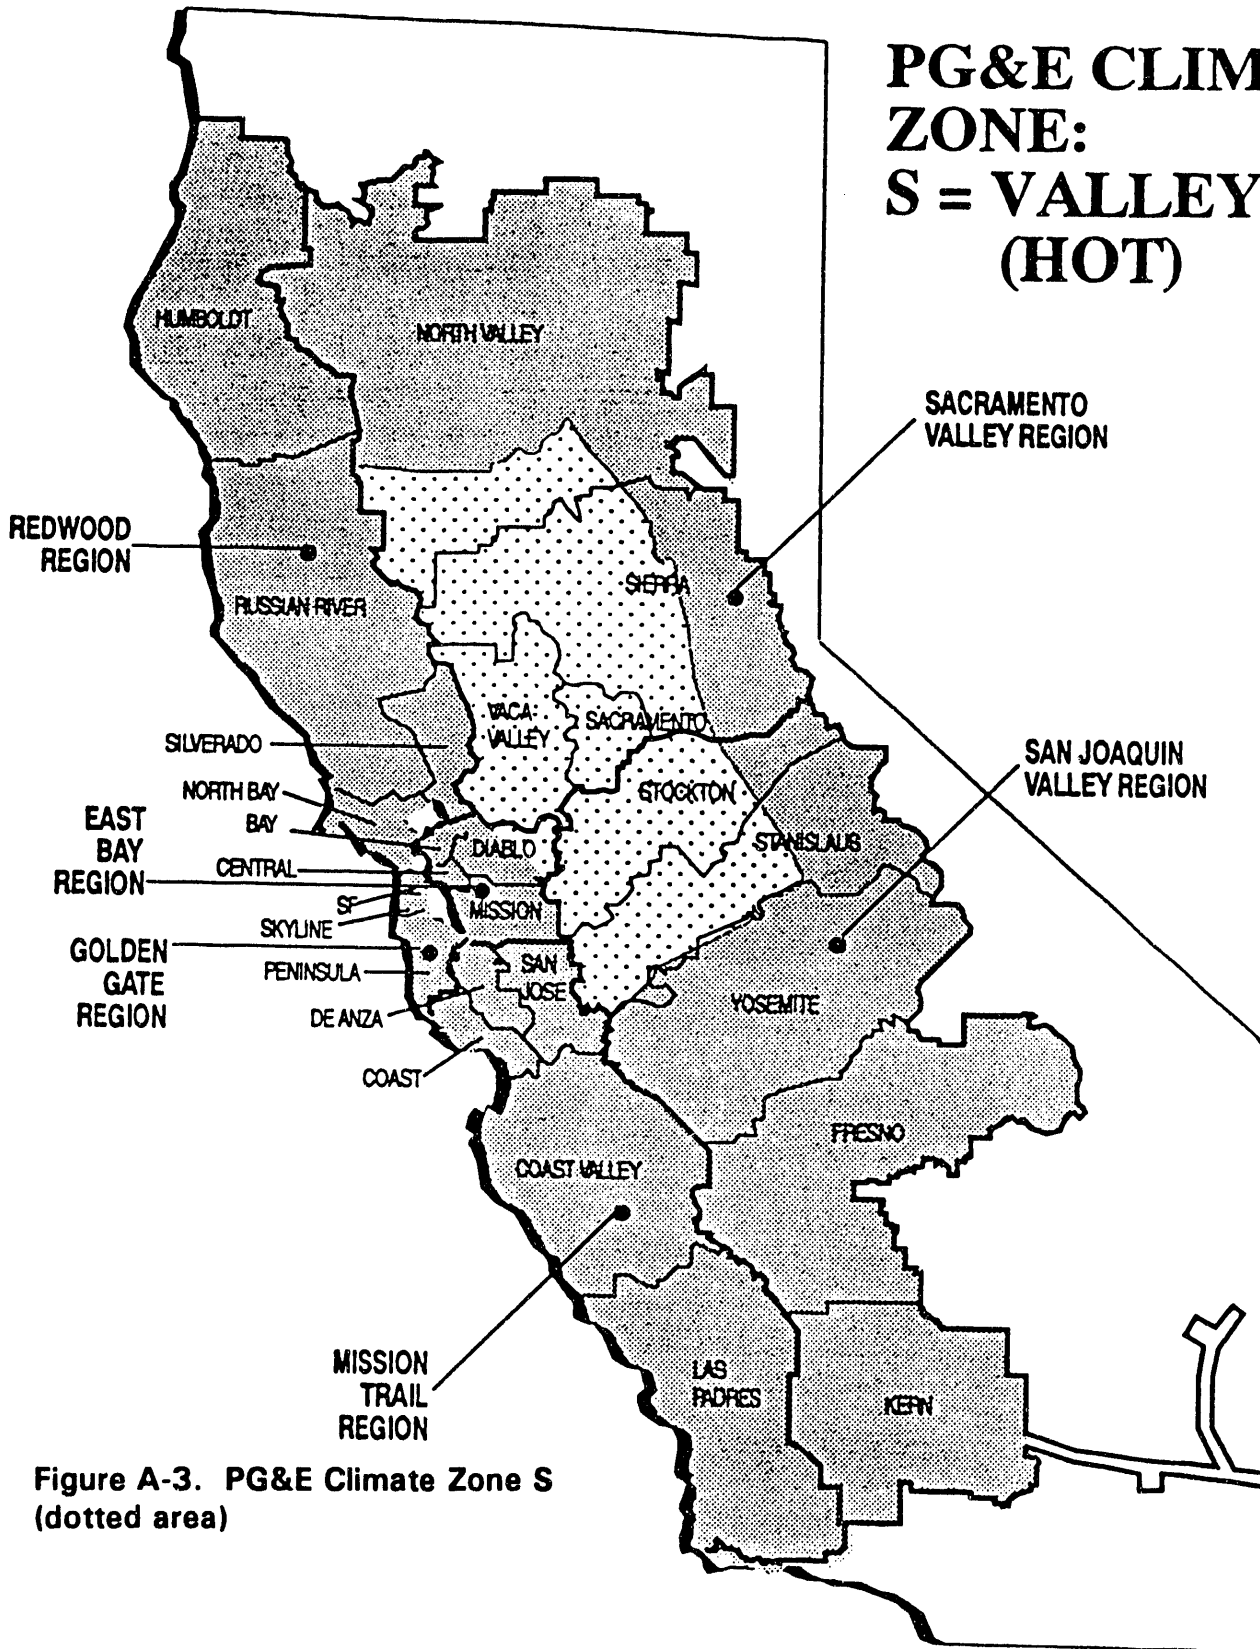 PG&E CLIM
ZONE:
S = VALLEY
(HOT)
HUMBOLDT
NORTH VALLEY
SACRAMENTO
VALLEY REGION
REDWOOD
REGION
SIERRA
RUSSIAN RIVER
VACA
VALLEY
SACRAMENTO
SILVERADO
SAN JOAQUIN
VALLEY REGION
NORTH BAY
STOCKTON
EAST
BAY
REGION
BAY
DIABLO
STANISLAUS
CENTRAL
SF
MISSION
SKYLINE
GOLDEN
GATE
REGION
PENINSULA
SAN
JOSE
YOSEMITE
DE ANZA
COAST
FRESNO
COAST VALLEY
MISSION
TRAIL
REGION
LAS
PADRES
KERN
Figure A-3. PG&E Climate Zone S
(dotted area)